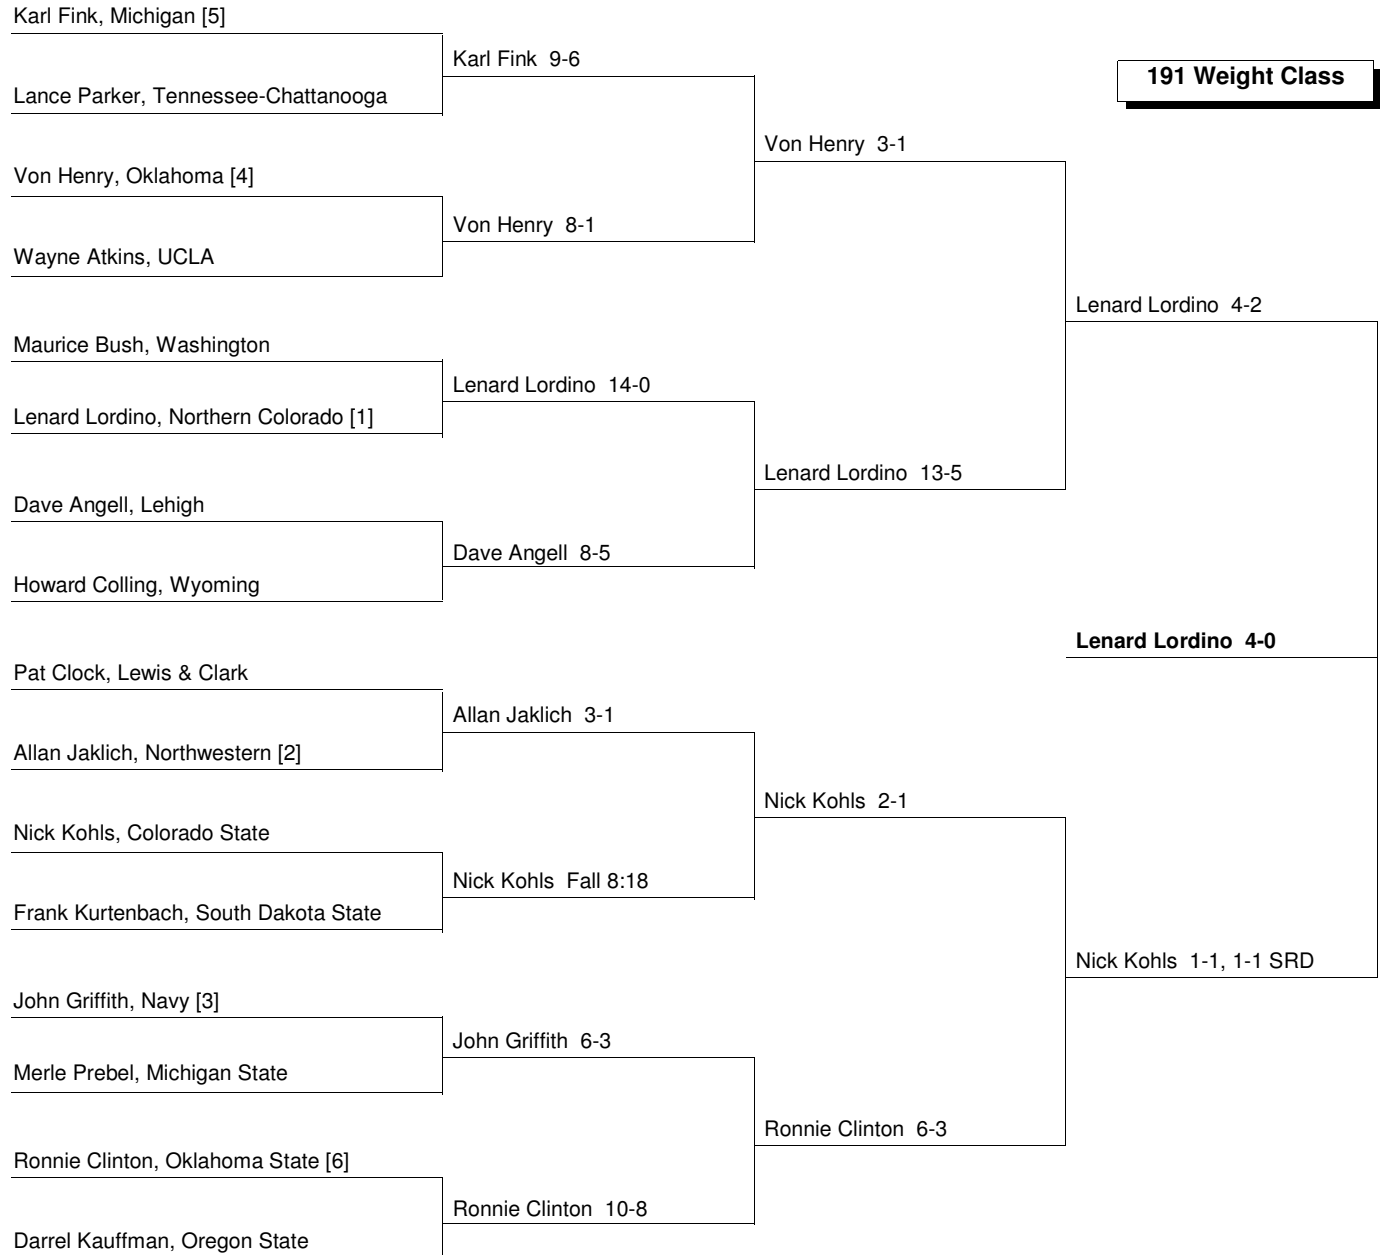 Karl Fink, Michigan [5]
Karl Fink 9-6
191 Weight Class
Lance Parker, Tennessee-Chattanooga
Von Henry 3-1
Von Henry, Oklahoma [4]
Von Henry 8-1
Wayne Atkins, UCLA
Lenard Lordino 4-2
Maurice Bush, Washington
Lenard Lordino 14-0
Lenard Lordino, Northern Colorado [1]
Lenard Lordino 13-5
Dave Angell, Lehigh
Dave Angell 8-5
Howard Colling, Wyoming
Lenard Lordino 4-0
Pat Clock, Lewis & Clark
Allan Jaklich 3-1
Allan Jaklich, Northwestern [2]
Nick Kohls 2-1
Nick Kohls, Colorado State
Nick Kohls Fall 8:18
Frank Kurtenbach, South Dakota State
Nick Kohls 1-1, 1-1 SRD
John Griffith, Navy [3]
John Griffith 6-3
Merle Prebel, Michigan State
Ronnie Clinton 6-3
Ronnie Clinton, Oklahoma State [6]
Ronnie Clinton 10-8
Darrel Kauffman, Oregon State